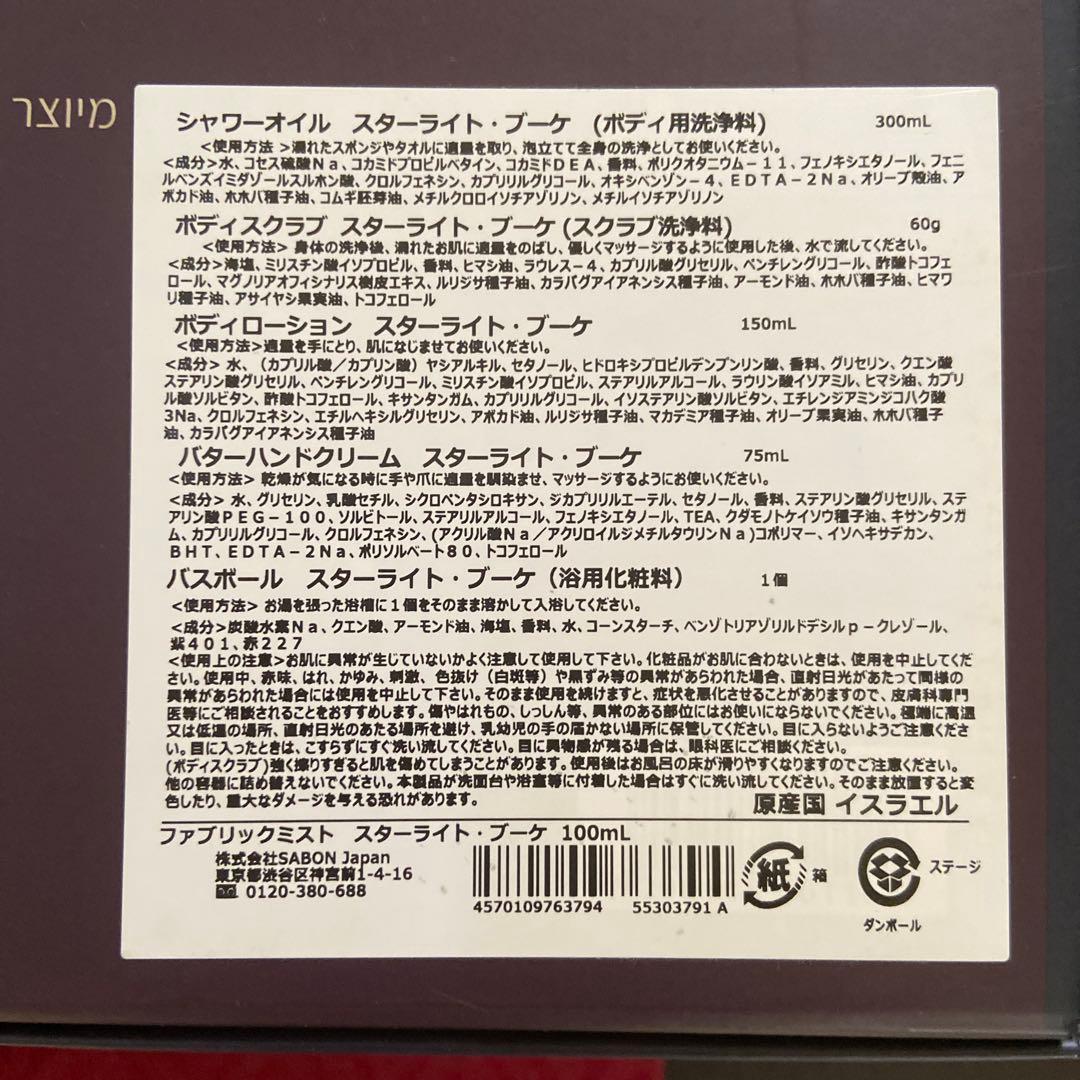 מיוצר
シャワーオイル　スターライト・ブーケ　(ボディ用洗浄料)　300mL
<使用方法 >濡れたスポンジやタオルに適量を取り、泡立てて全身の洗浄としてお使いください。
<成分>水、コセス硫酸Ｎａ、コカミドプロピルベタイン、コカミドＤＥＡ、香料、ポリクオタニウム－１１、フェノキシエタノール、フェニ
ルベンズイミダゾールスルホン酸、クロルフェネシン、カプリリルグリコール、オキシベンゾン－４、ＥＤＴＡ－２Ｎａ、オリーブ殻油、ア
ボカド油、ホホバ種子油、コムギ胚芽油、メチルクロロイソチアゾリノン、メチルイソチアゾリノン
ボディスクラブ　スターライト・ブーケ (スクラブ洗浄料)　60g
<使用方法> 身体の洗浄後、濡れたお肌に適量をのばし、優しくマッサージするように使用した後、水で流してください。
<成分>海塩、ミリスチン酸イソプロピル、香料、ヒマシ油、ラウレス－４、カプリル酸グリセリル、ペンチレングリコール、酢酸トコフェ
ロール、マグノリアオフィシナリス樹皮エキス、ルリジサ種子油、カラパグアイアネンシス種子油、アーモンド油、ホホバ種子油、ヒマワ
リ種子油、アサイヤシ果実油、トコフェロール
ボディローション　スターライト・ブーケ　150mL
<使用方法>適量を手にとり、肌になじませてお使いください。
<成分> 水、（カプリル酸／カプリン酸）ヤシアルキル、セタノール、ヒドロキシプロピルデンプンリン酸、香料、グリセリン、クエン酸
ステアリン酸グリセリル、ペンチレングリコール、ミリスチン酸イソプロピル、ステアリルアルコール、ラウリン酸イソアミル、ヒマシ油、カプリ
ル酸ソルビタン、酢酸トコフェロール、キサンタンガム、カプリリルグリコール、イソステアリン酸ソルビタン、エチレンジアミンジコハク酸
3Na、クロルフェネシン、エチルヘキシルグリセリン、アボカド油、ルリジサ種子油、マカデミア種子油、オリーブ果実油、ホホバ種子
油、カラパグアイアネンシス種子油
バターハンドクリーム　スターライト・ブーケ　75mL
<使用方法> 乾燥が気になる時に手や爪に適量を馴染ませ、マッサージするようにお使いください。
<成分> 水、グリセリン、乳酸セチル、シクロペンタシロキサン、ジカプリリルエーテル、セタノール、香料、ステアリン酸グリセリル、ステ
アリン酸ＰＥＧ－100、ソルビトール、ステアリルアルコール、フェノキシエタノール、TEA、クダモノトケイソウ種子油、キサンタンガ
ム、カプリリルグリコール、クロルフェネシン、(アクリル酸Ｎａ／アクリロイルジメチルタウリンＮａ)コポリマー、イソヘキサデカン、
ＢＨＴ、ＥＤＴＡ－２Ｎａ、ポリソルベート８０、トコフェロール
バスボール　スターライト・ブーケ（浴用化粧料）　１個
<使用方法> お湯を張った浴槽に１個をそのまま溶かして入浴してください。
<成分>炭酸水素Ｎａ、クエン酸、アーモンド油、海塩、香料、水、コーンスターチ、ベンゾトリアゾリルドデシルｐ－クレゾール、
紫４０１、赤２２７
<使用上の注意>お肌に異常が生じていないかよく注意して使用して下さい。化粧品がお肌に合わないときは、使用を中止してくだ
さい。使用中、赤味、はれ、かゆみ、刺激、色抜け（白斑等）や黒ずみ等の異常があらわれた場合、直射日光があたって同様の
異常があらわれた場合には使用を中止して下さい。そのまま使用を続けますと、症状を悪化させることがありますので、皮膚科専門
医等にご相談されることをおすすめします。傷やはれもの、しっしん等、異常のある部位にはお使いにならないでください。極端に高温
又は低温の場所、直射日光のあたる場所を避け、乳幼児の手の届かない場所に保管してください。目に入らないようご注意くださ
い。目に入ったときは、こすらずにすぐ洗い流してください。目に異物感が残る場合は、眼科医にご相談ください。
(ボディスクラブ)強く擦りすぎると肌を傷めてしまうことがあります。使用後はお風呂の床が滑りやすくなりますのでご注意ください。
他の容器に詰め替えないでください。本製品が洗面台や浴室等に付着した場合はすぐに洗い流してください。そのまま放置すると変
色したり、重大なダメージを与える恐れがあります。
原産国 イスラエル
ファブリックミスト　スターライト・ブーケ　100mL
株式会社SABON Japan
東京都渋谷区神宮前1-4-16
0120-380-688
4570109763794　55303791 A
紙 箱
ダンボール
ステージ